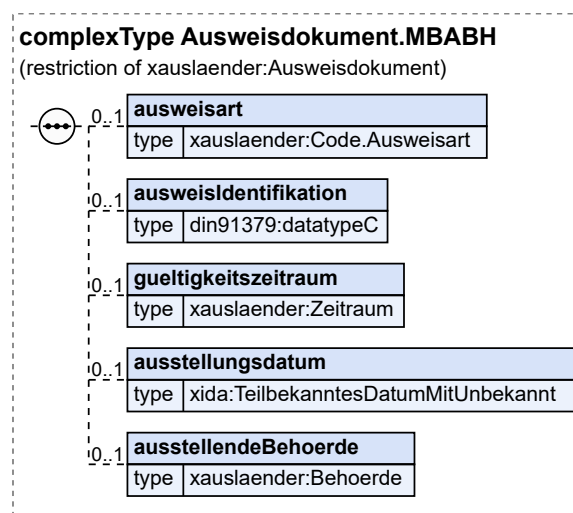 complexType Ausweisdokument.MBABH
(restriction of xauslaender:Ausweisdokument)
0..1 ausweisart
type xauslaender:Code.Ausweisart
0..1 ausweisIdentifikation
type din91379:datatypeC
0..1 gueltigkeitszeitraum
type xauslaender:Zeitraum
0..1 ausstellungsdatum
type xida:TeilbekanntesDatumMitUnbekannt
0..1 ausstellendeBehoerde
type xauslaender:Behoerde